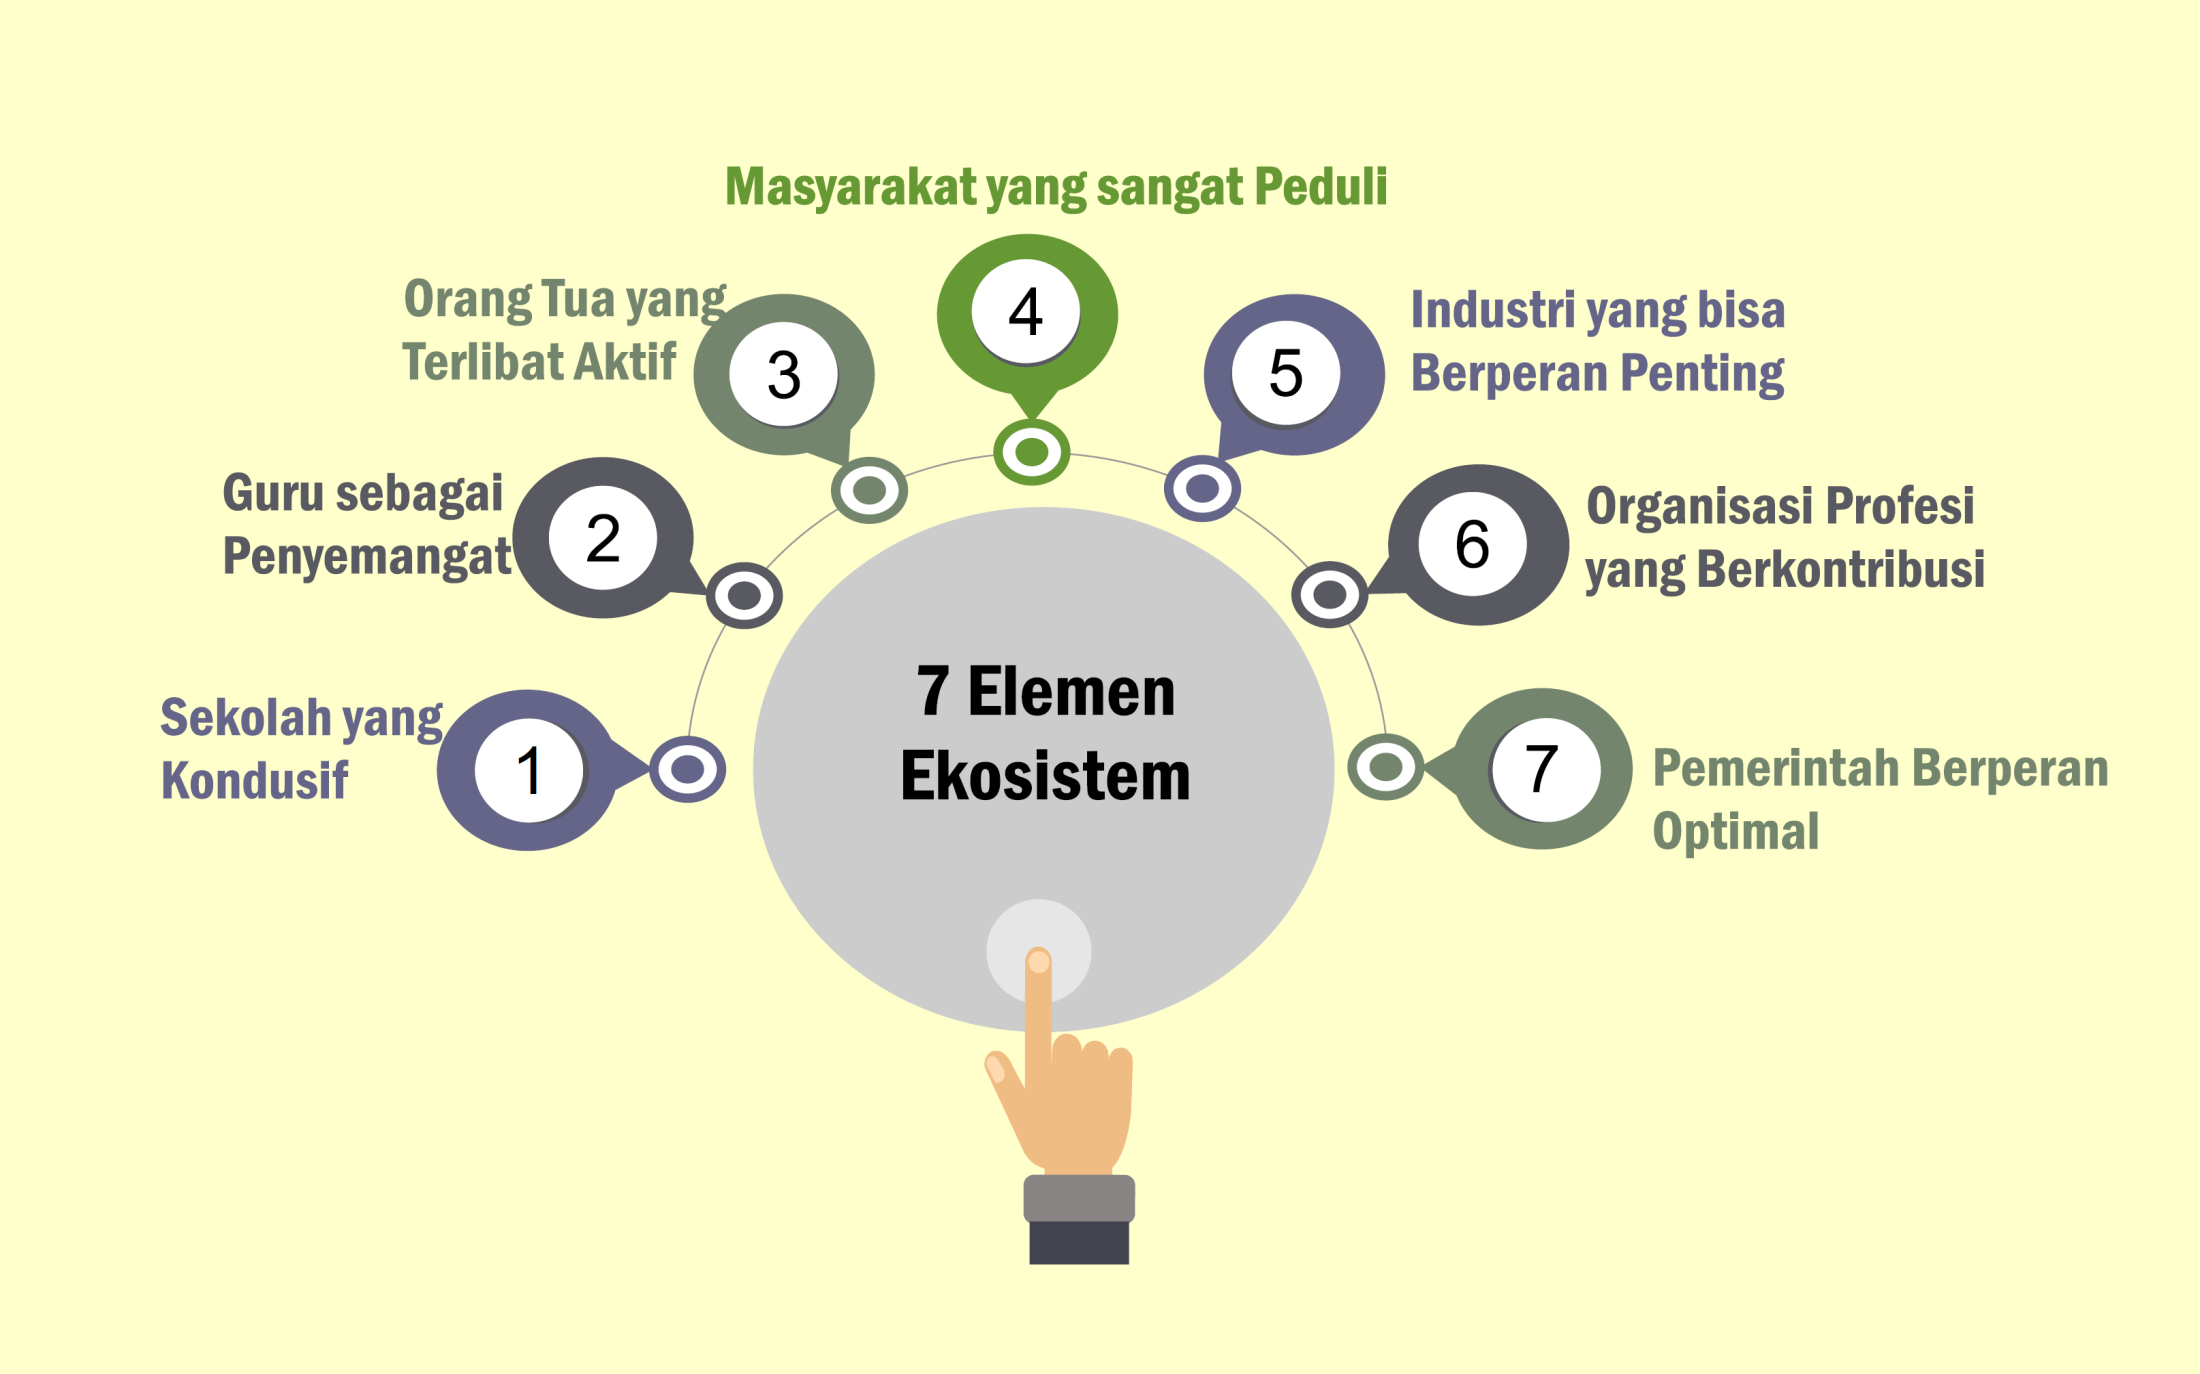 Masyarakat yang sangat Peduli
4
Orang Tua yang
Terlibat Aktif
3
Industri yang bisa
Berperan Penting
5
Guru sebagai
Penyemangat
2
Organisasi Profesi
yang Berkontribusi
6
Sekolah yang
Kondusif
1
7 Elemen
Ekosistem
7
Pemerintah Berperan
Optimal